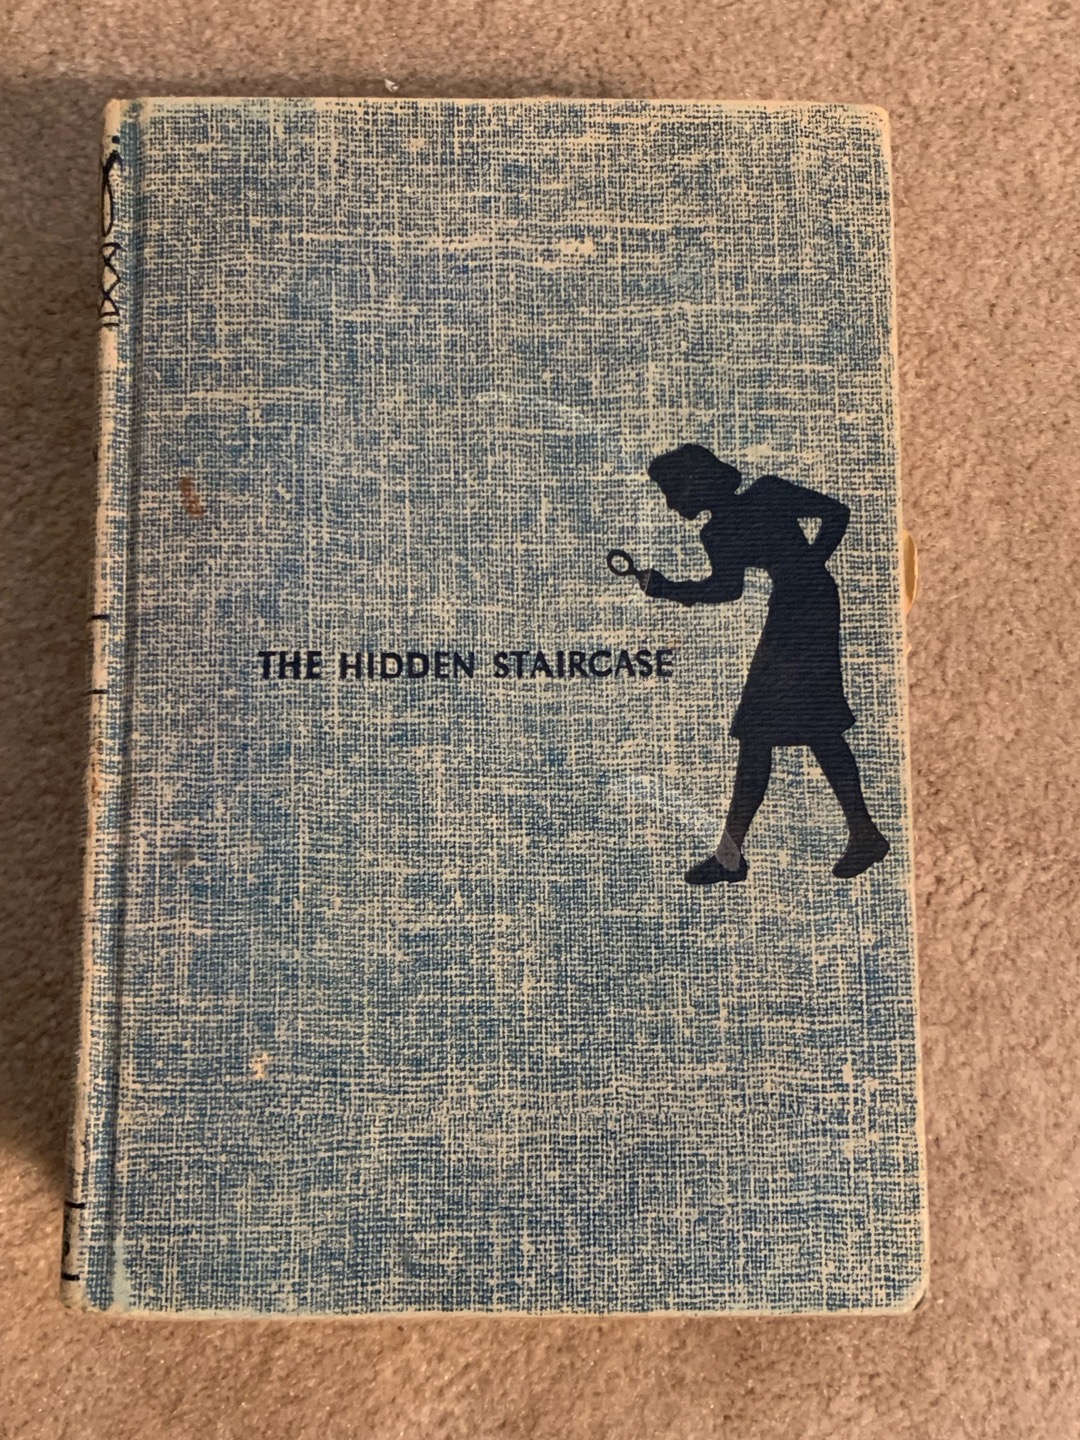 THE HIDDEN STAIRCASE